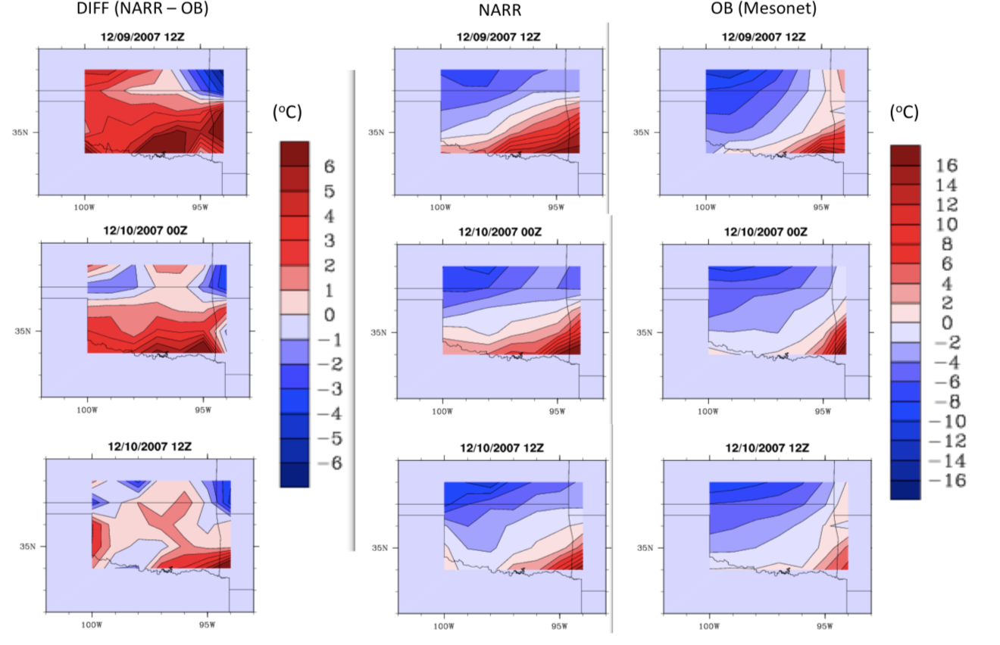 DIFF (NARR – OB) NARR OB (Mesonet)
12/09/2007 12Z 12/09/2007 12Z 12/09/2007 12Z
(°C) (°C)
35N 35N 35N
100W 95W 100W 95W 100W 95W
6
5
4
3
2
1
0
−1
−2
−3
−4
−5
−6
16
14
12
10
8
6
4
2
0
−2
−4
−6
−8
−10
−12
−14
−16
12/10/2007 00Z 12/10/2007 00Z 12/10/2007 00Z
35N 35N 35N
100W 95W 100W 95W 100W 95W
12/10/2007 12Z 12/10/2007 12Z 12/10/2007 12Z
35N 35N 35N
100W 95W 100W 95W 100W 95W